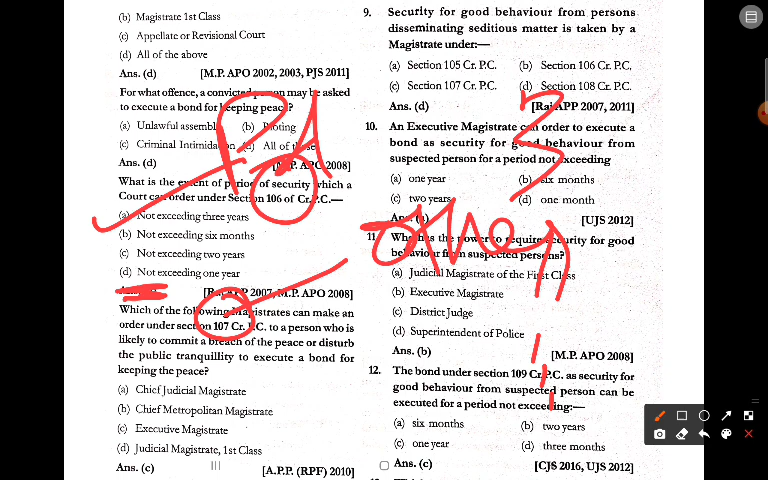 (b) Magistrate 1st Class
(c) Appellate or Revisional Court
(d) All of the above
Ans. (d) [M.P. APO 2002, 2003, PJS 2011]
For what offence, a convicted person may be asked
to execute a bond for keeping peace?
(a) Unlawful assembly (b) Rioting
(c) Criminal Intimidation (d) All of these
Ans. (d) [M.P. APO 2008]
What is the extent of period of security which a
Court can order under Section 106 of Cr.P.C.—
(a) Not exceeding three years
(b) Not exceeding six months
(c) Not exceeding two years
(d) Not exceeding one year
2007, M.P. APO 2008]
Which of the following Magistrates can make an
order under section 107 Cr.P.C. to a person who is
likely to commit a breach of the peace or disturb
the public tranquillity to execute a bond for
keeping the peace?
(a) Chief Judicial Magistrate
(b) Chief Metropolitan Magistrate
(c) Executive Magistrate
(d) Judicial Magistrate, 1st Class
Ans. (c) [A.P.P. (RPF) 2010]
9. Security for good behaviour from persons
disseminating seditious matter is taken by a
Magistrate under:—
(a) Section 105 Cr. P.C. (b) Section 106 Cr. P.C.
(c) Section 107 Cr. P.C. (d) Section 108 Cr. P.C.
Ans. (d) [Raj APP 2007, 2011]
10. An Executive Magistrate can order to execute a
bond as security for good behaviour from
suspected person for a period not exceeding
(a) one year (b) six months
(c) two years (d) one month
[UJS 2012]
11. Who has the power to require security for good
behaviour from suspected persons?
(a) Judicial Magistrate of the First Class
(b) Executive Magistrate
(c) District Judge
(d) Superintendent of Police
Ans. (b) [M.P. APO 2008]
12. The bond under section 109 Cr.P.C. as security for
good behaviour from suspected person can be
executed for a period not exceeding:—
(a) six months (b) two years
(c) one year (d) three months
Ans. (c) [CJS 2016, UJS 2012]